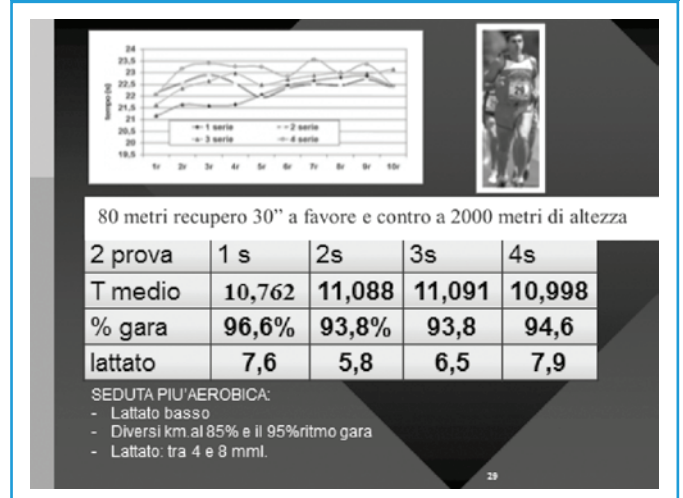 24
23,5
23
22,5
22
21,5
21
20,5
20
19,5
tempo (s)
1r 2r 3r 4r 5r 6r 7r 8r 9r 10r
1 serie 2 serie
3 serie 4 serie
29
80 metri recupero 30” a favore e contro a 2000 metri di altezza
2 prova 1 s 2s 3s 4s
T medio 10,762 11,088 11,091 10,998
% gara 96,6% 93,8% 93,8 94,6
lattato 7,6 5,8 6,5 7,9
SEDUTA PIU'AEROBICA:
- Lattato basso
- Diversi km.al 85% e il 95%ritmo gara
- Lattato: tra 4 e 8 mml.
29